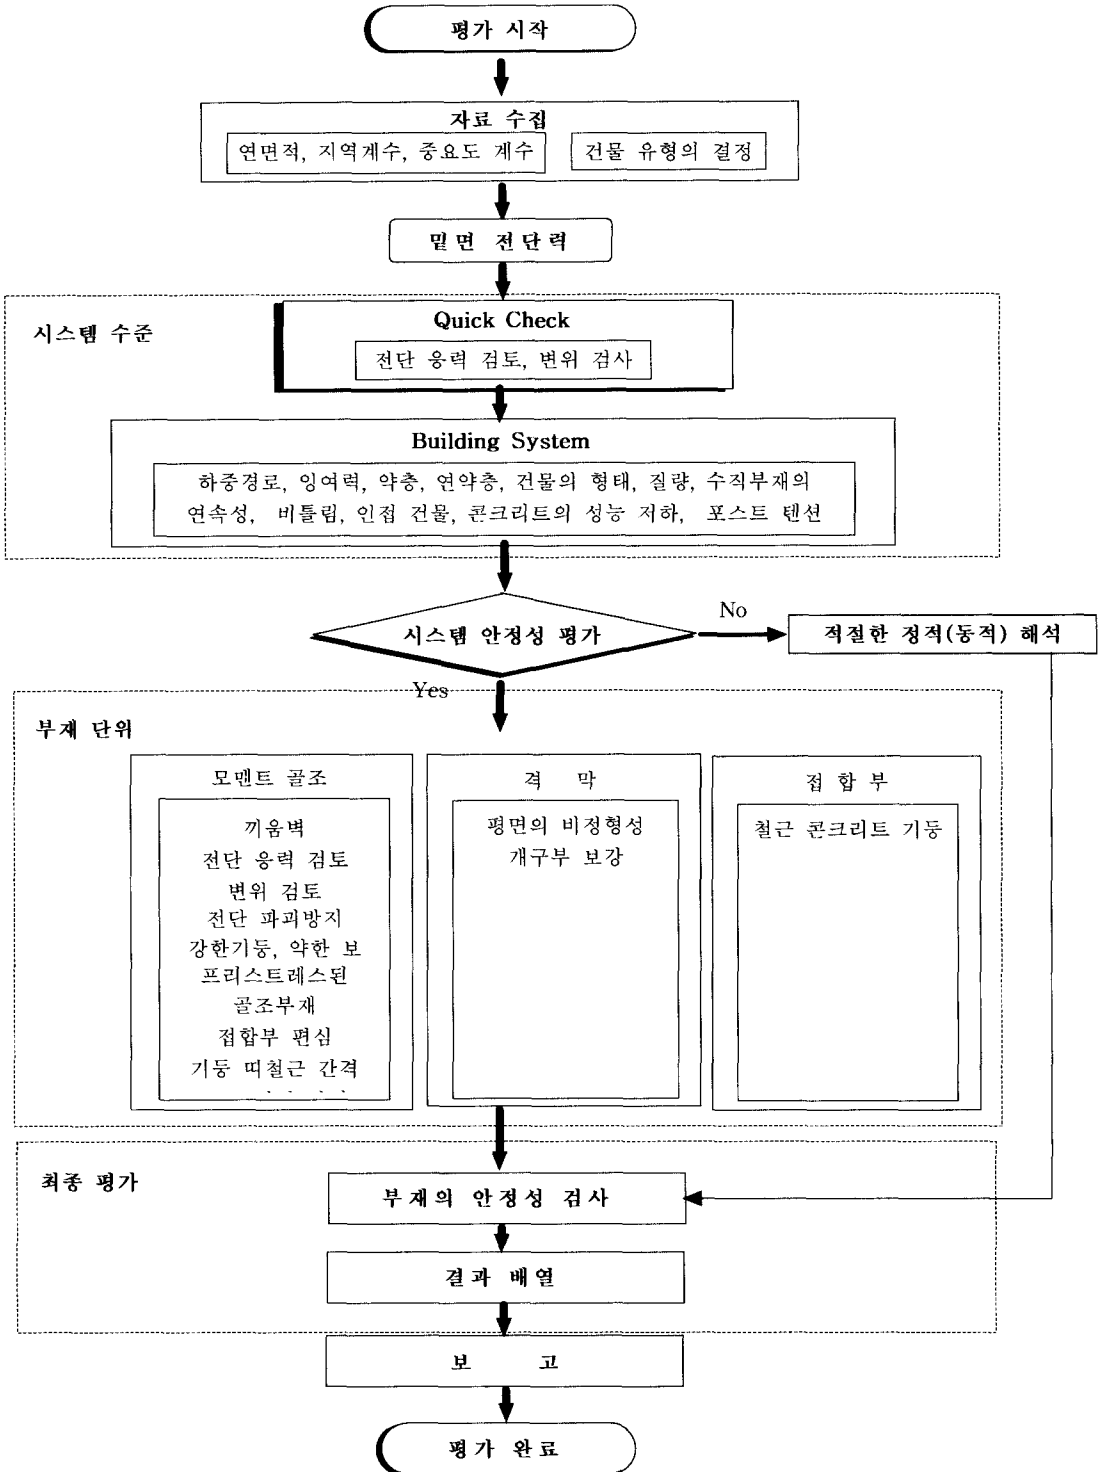 평가 시작
자료 수집
연면적, 지역계수, 중요도 계수
건물 유형의 결정
밑면 전단력
시스템 수준
Quick Check
전단 응력 검토, 변위 검사
Building System
하중경로, 잉여력, 약층, 연약층, 건물의 형태, 질량, 수직부재의
연속성, 비틀림, 인접 건물, 콘크리트의 성능 저하, 포스트 텐션
시스템 안정성 평가
No
적절한 정적(동적) 해석
Yes
부재 단위
모멘트 골조
끼움벽
전단 응력 검토
변위 검토
전단 파괴방지
강한기둥, 약한 보
프리스트레스된
골조부재
접합부 편심
기둥 띠철근 간격
격 막
평면의 비정형성
개구부 보강
접 합 부
철근 콘크리트 기둥
최종 평가
부재의 안정성 검사
결과 배열
보 고
평가 완료